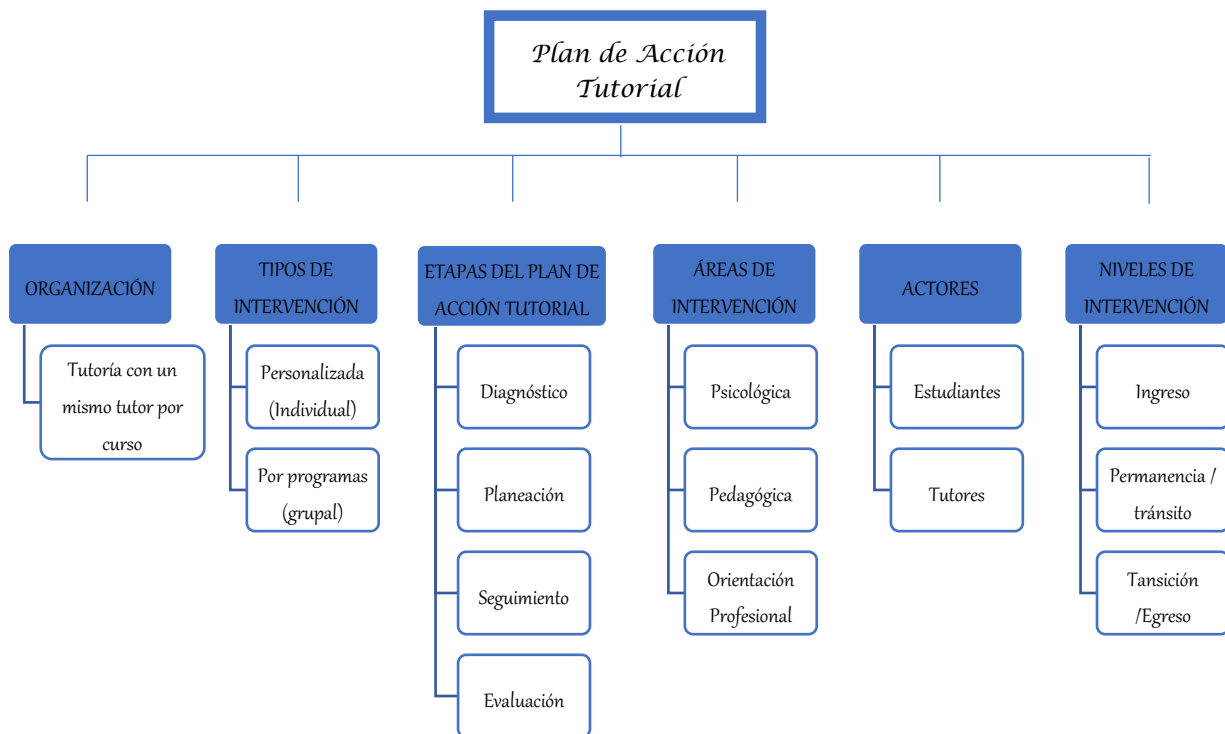 Plan de Acción
Tutorial
ORGANIZACIÓN
Tutoría con un
mismo tutor por
curso
TIPOS DE
INTERVENCIÓN
Personalizada
(Individual)
Por programas
(grupal)
ETAPAS DEL PLAN DE
ACCIÓN TUTORIAL
Diagnóstico
Planeación
Seguimiento
Evaluación
ÁREAS DE
INTERVENCIÓN
Psicológica
Pedagógica
Orientación
Profesional
ACTORES
Estudiantes
Tutores
NIVELES DE
INTERVENCIÓN
Ingreso
Permanencia /
tránsito
Tansición
/Egreso